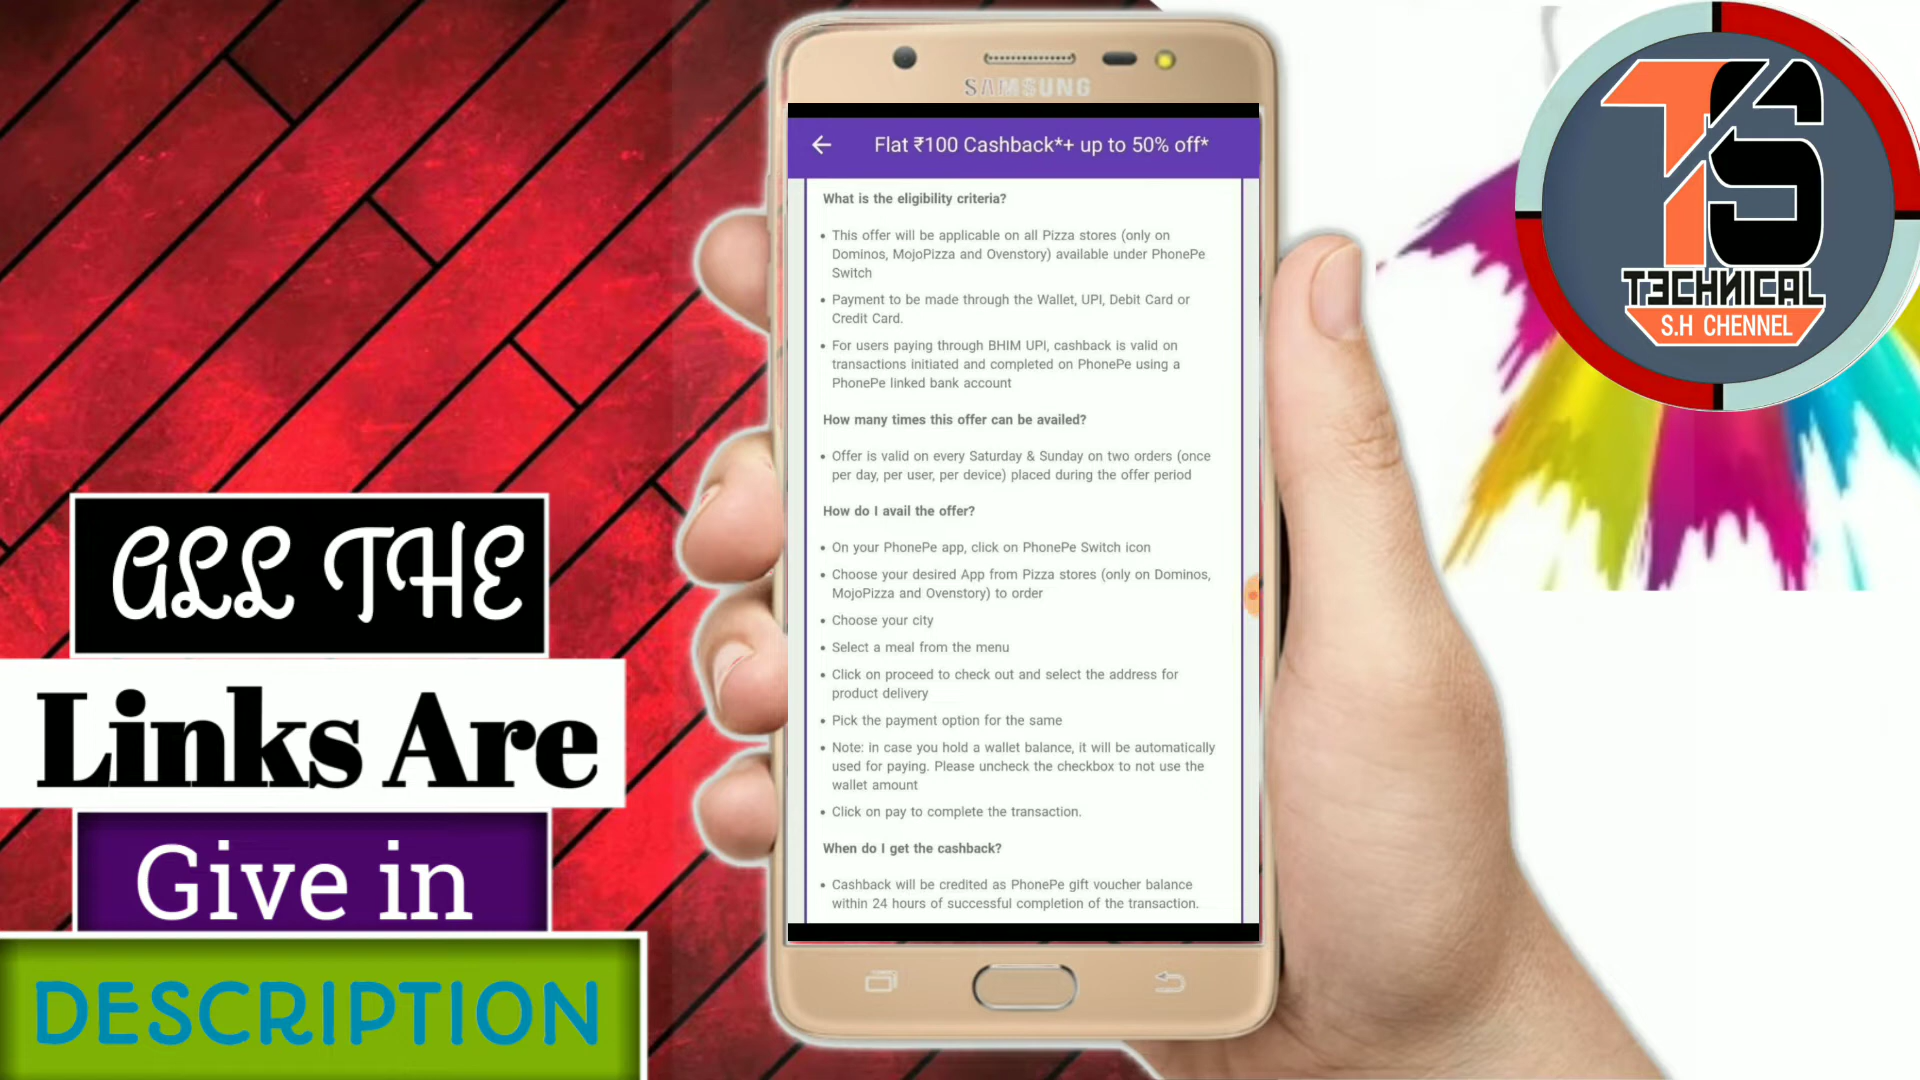 SAMSUNG
Flat ₹100 Cashback*+ up to 50% off*
What is the eligibility criteria?
• This offer will be applicable on all Pizza stores (only on
Dominos, MojoPizza and Ovenstory) available under PhonePe
Switch
• Payment to be made through the Wallet, UPI, Debit Card or
Credit Card.
• For users paying through BHIM UPI, cashback is valid on
transactions initiated and completed on PhonePe using a
PhonePe linked bank account
How many times this offer can be availed?
• Offer is valid on every Saturday & Sunday on two orders (once
per day, per user, per device) placed during the offer period
How do I avail the offer?
• On your PhonePe app, click on PhonePe Switch icon
• Choose your desired App from Pizza stores (only on Dominos,
MojoPizza and Ovenstory) to order
• Choose your city
• Select a meal from the menu
• Click on proceed to check out and select the address for
product delivery
• Pick the payment option for the same
• Note: in case you hold a wallet balance, it will be automatically
used for paying. Please uncheck the checkbox to not use the
wallet amount
• Click on pay to complete the transaction.
When do I get the cashback?
• Cashback will be credited as PhonePe gift voucher balance
within 24 hours of successful completion of the transaction.
ALL THE
Links Are
Give in
DESCRIPTION
TS
TECHNICAL
S.H CHENNEL